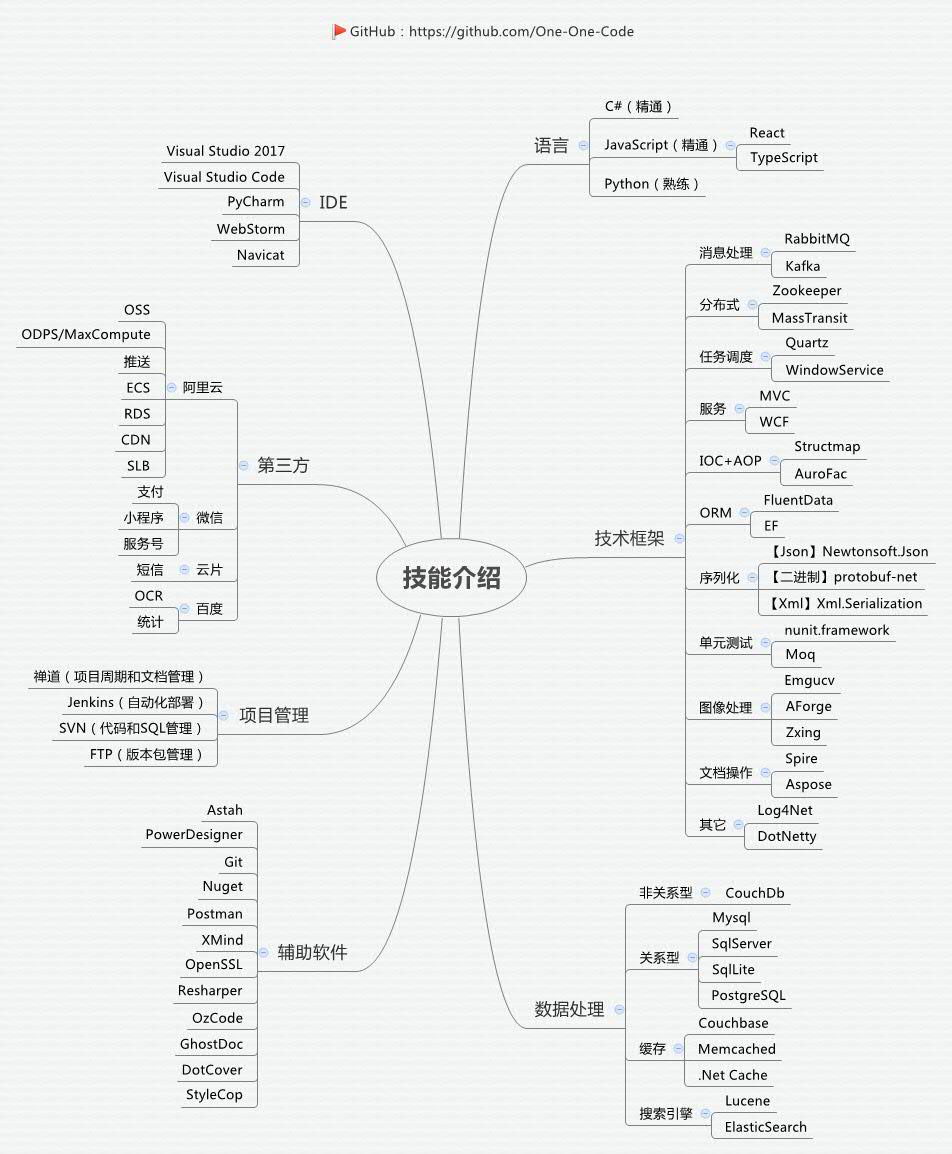 GitHub：https://github.com/One-One-Code
技能介绍
语言
C#（精通）
JavaScript（精通）
React
TypeScript
Python（熟练）
技术框架
消息处理
RabbitMQ
Kafka
分布式
Zookeeper
MassTransit
任务调度
Quartz
WindowService
服务
MVC
WCF
IOC+AOP
Structmap
AuroFac
ORM
FluentData
EF
序列化
【Json】Newtonsoft.Json
【二进制】protobuf-net
【Xml】Xml.Serialization
单元测试
nunit.framework
Moq
图像处理
Emgucv
AForge
Zxing
文档操作
Spire
Aspose
其它
Log4Net
DotNetty
数据处理
非关系型
CouchDb
关系型
Mysql
SqlServer
SqlLite
PostgreSQL
缓存
Couchbase
Memcached
.Net Cache
搜索引擎
Lucene
ElasticSearch
IDE
Visual Studio 2017
Visual Studio Code
PyCharm
WebStorm
Navicat
第三方
阿里云
OSS
ODPS/MaxCompute
推送
ECS
RDS
CDN
SLB
微信
支付
小程序
服务号
云片
短信
百度
OCR
统计
项目管理
禅道（项目周期和文档管理）
Jenkins（自动化部署）
SVN（代码和SQL管理）
FTP（版本包管理）
辅助软件
Astah
PowerDesigner
Git
Nuget
Postman
XMind
OpenSSL
Resharper
OzCode
GhostDoc
DotCover
StyleCop